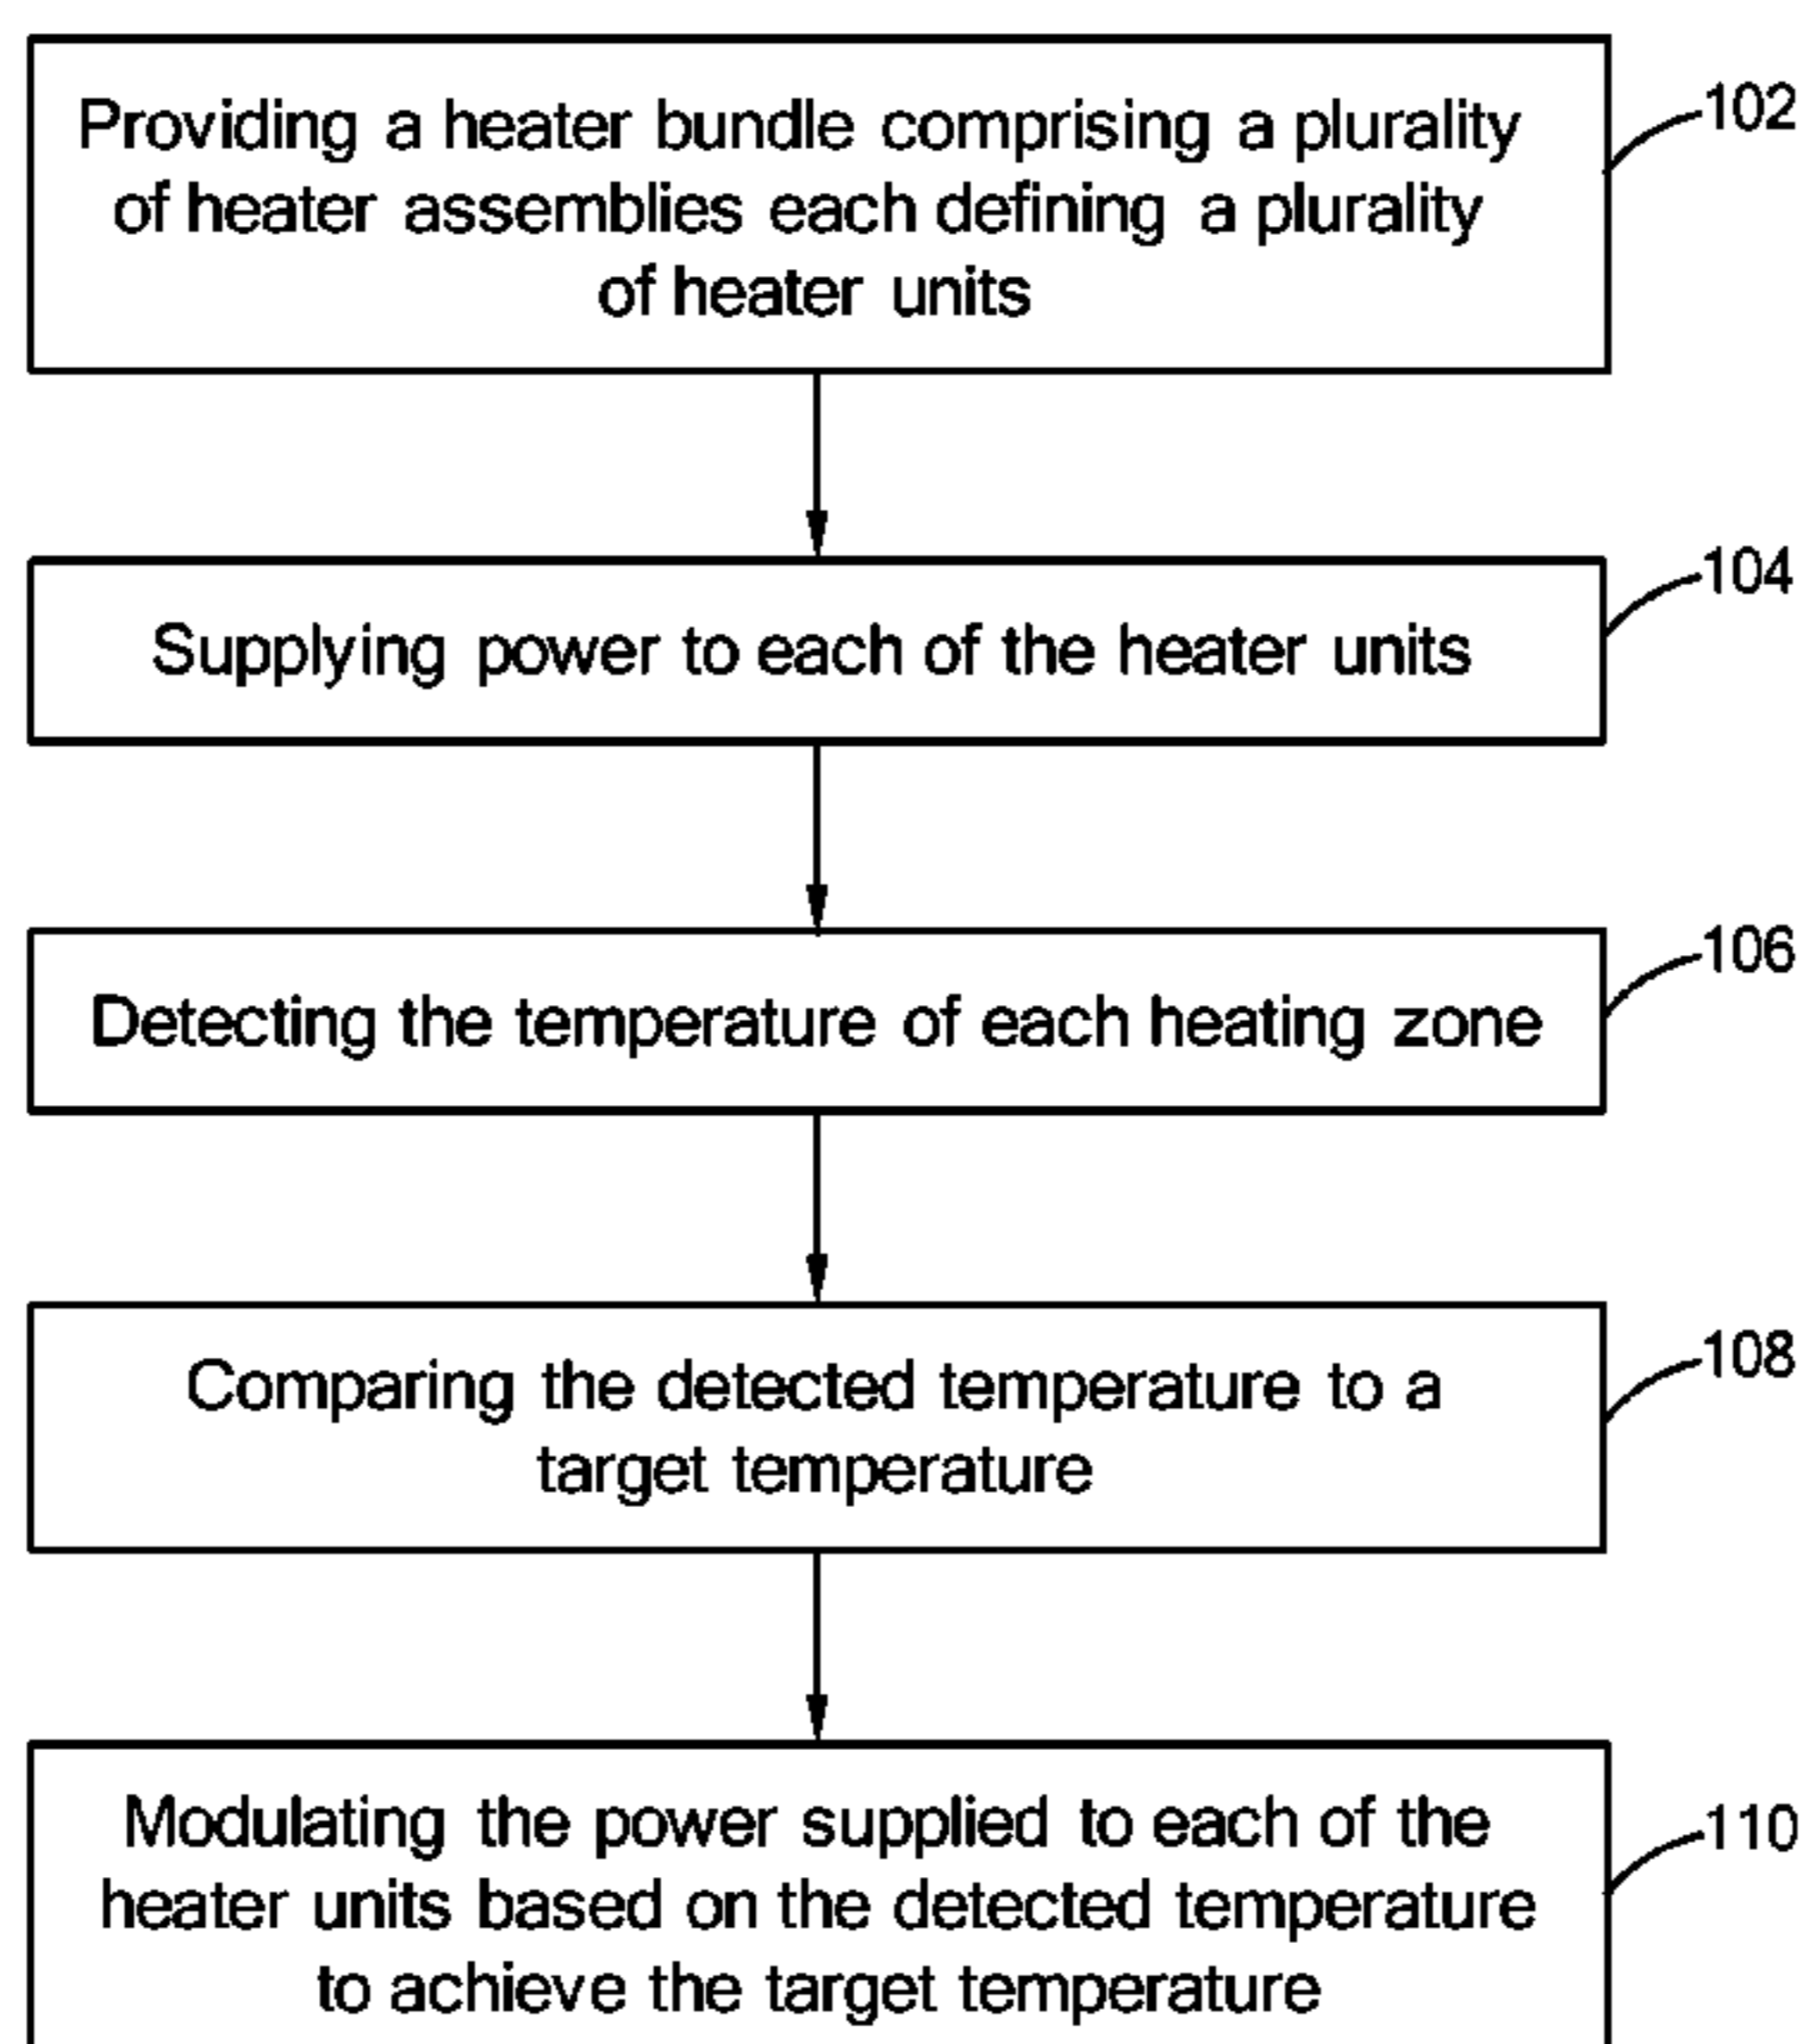 Providing a heater bundle comprising a plurality
of heater assemblies each defining a plurality
of heater units
102
Supplying power to each of the heater units
104
Detecting the temperature of each heating zone
106
Comparing the detected temperature to a
target temperature
108
Modulating the power supplied to each of the
heater units based on the detected temperature
to achieve the target temperature
110